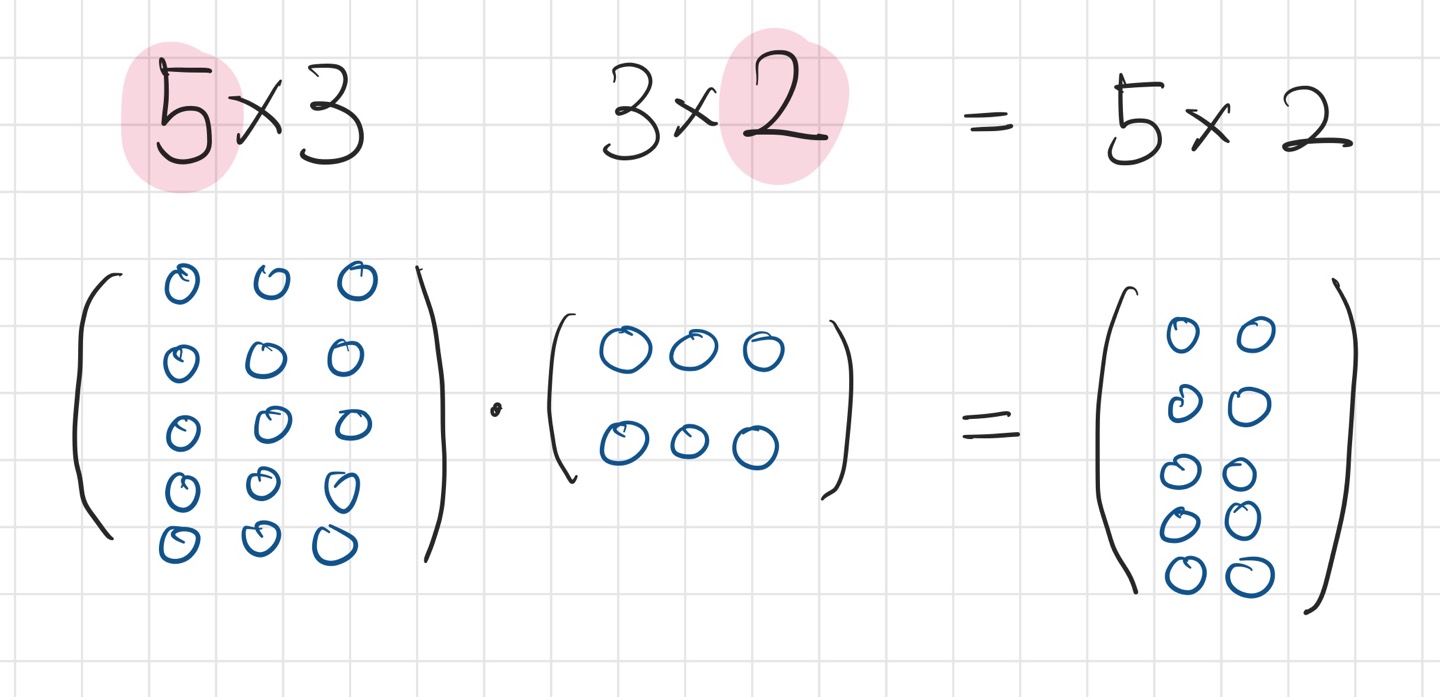 5×3 3×2 = 5×2
( o o o
o o o
o o o
o o o
o o o ) · ( o o o
o o o ) = ( o o
o o
o o
o o
o o )